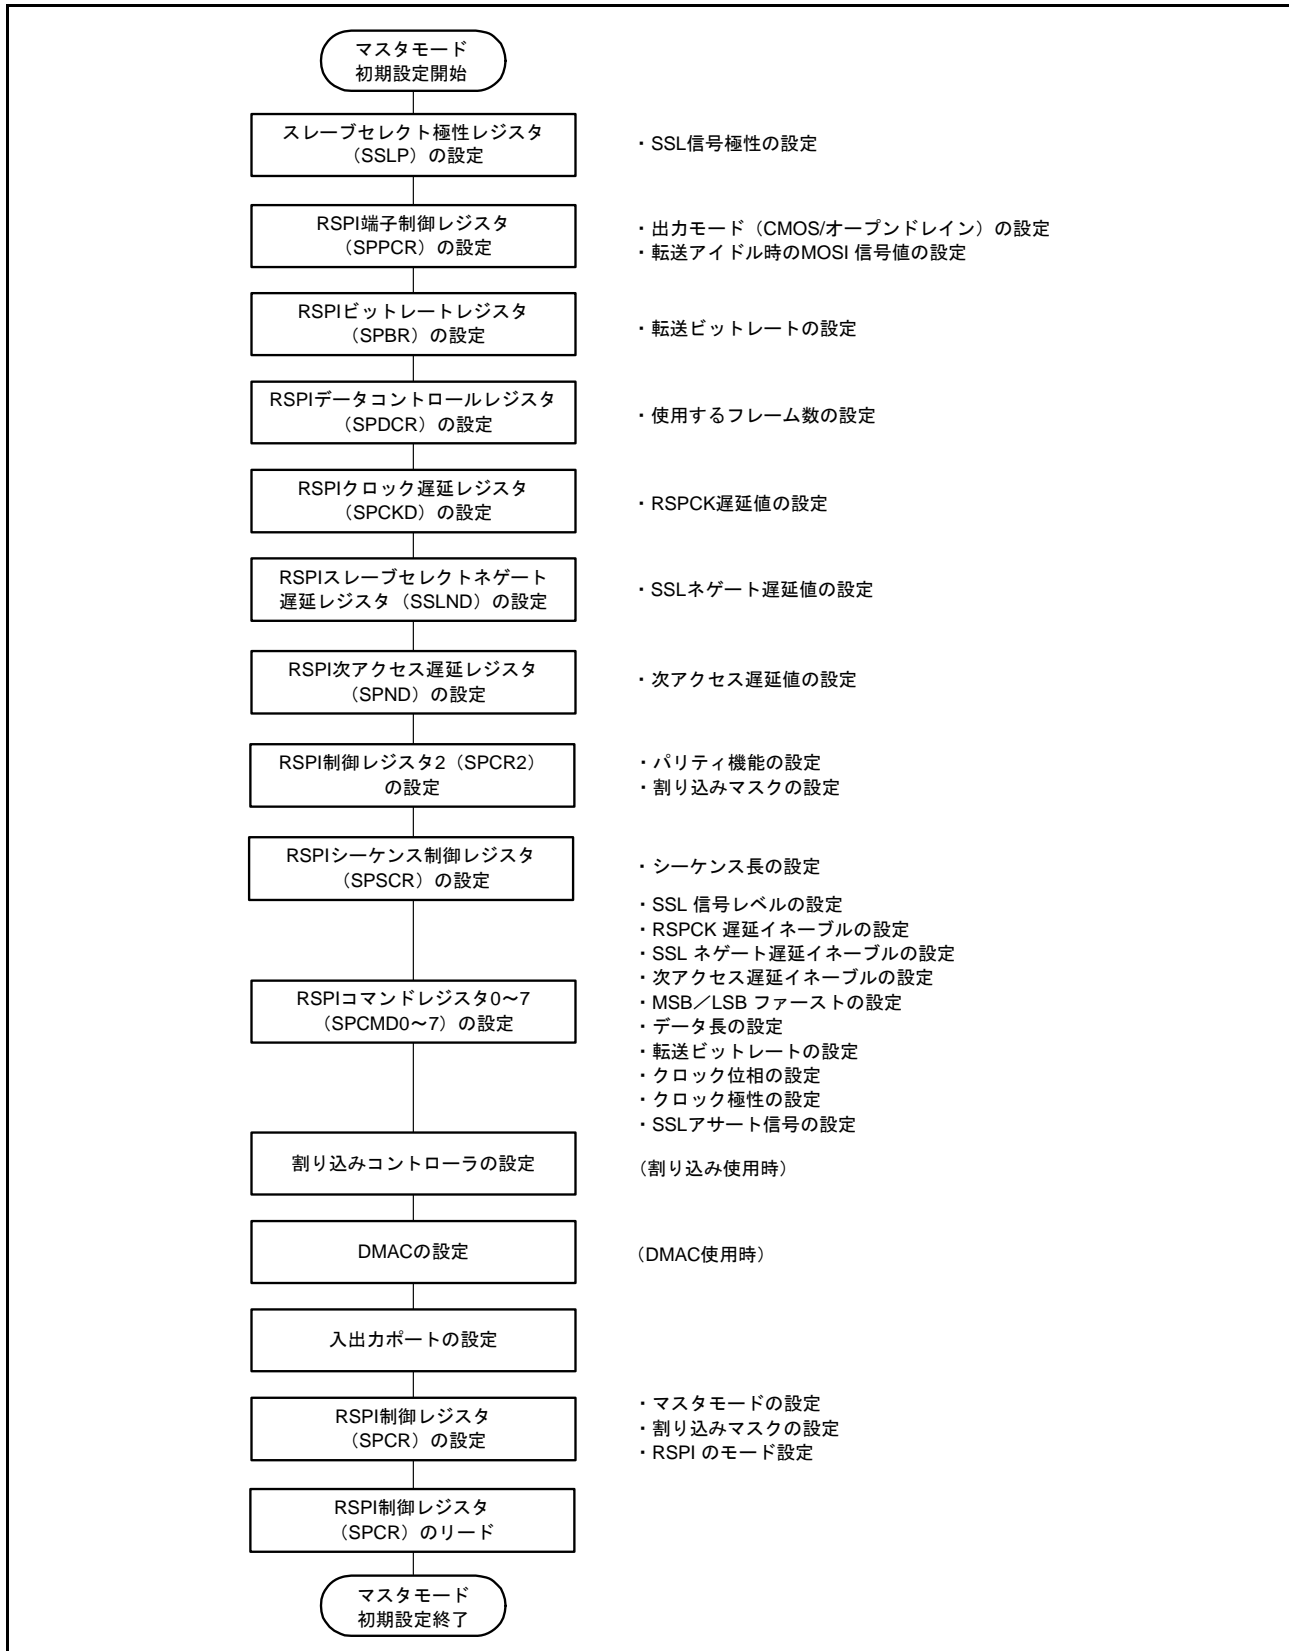 マスタモード
初期設定開始
スレーブセレクト極性レジスタ
（SSLP）の設定
・SSL信号極性の設定
RSPI端子制御レジスタ
（SPPCR）の設定
・出力モード（CMOS/オープンドレイン）の設定
・転送アイドル時のMOSI 信号値の設定
RSPIビットレートレジスタ
（SPBR）の設定
・転送ビットレートの設定
RSPIデータコントロールレジスタ
（SPDCR）の設定
・使用するフレーム数の設定
RSPIクロック遅延レジスタ
（SPCKD）の設定
・RSPCK遅延値の設定
RSPIスレーブセレクトネゲート
遅延レジスタ（SSLND）の設定
・SSLネゲート遅延値の設定
RSPI次アクセス遅延レジスタ
（SPND）の設定
・次アクセス遅延値の設定
RSPI制御レジスタ2（SPCR2）
の設定
・パリティ機能の設定
・割り込みマスクの設定
RSPIシーケンス制御レジスタ
（SPSCR）の設定
・シーケンス長の設定
RSPIコマンドレジスタ0～7
（SPCMD0～7）の設定
・SSL 信号レベルの設定
・RSPCK 遅延イネーブルの設定
・SSL ネゲート遅延イネーブルの設定
・次アクセス遅延イネーブルの設定
・MSB／LSB ファーストの設定
・データ長の設定
・転送ビットレートの設定
・クロック位相の設定
・クロック極性の設定
・SSLアサート信号の設定
割り込みコントローラの設定
（割り込み使用時）
DMACの設定
（DMAC使用時）
入出力ポートの設定
RSPI制御レジスタ
（SPCR）の設定
・マスタモードの設定
・割り込みマスクの設定
・RSPI のモード設定
RSPI制御レジスタ
（SPCR）のリード
マスタモード
初期設定終了